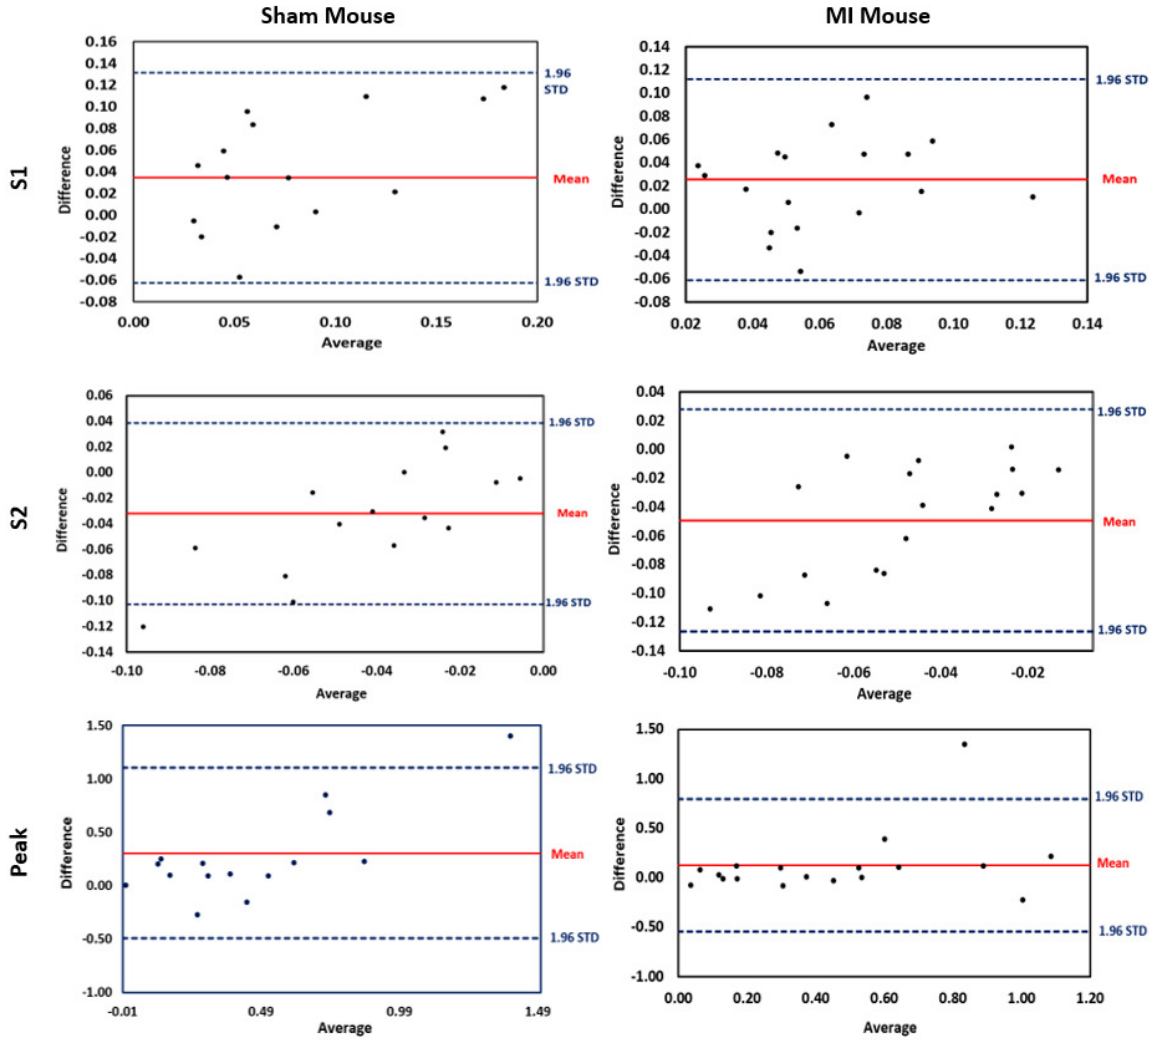 Sham Mouse
MI Mouse
S1
Difference
0.16
0.14
0.12
0.10
0.08
0.06
0.04
0.02
0.00
-0.02
-0.04
-0.06
-0.08
1.96
STD
Mean
1.96 STD
0.00
0.05
0.10
0.15
0.20
Average
Difference
0.14
0.12
0.10
0.08
0.06
0.04
0.02
0.00
-0.02
-0.04
-0.06
-0.08
1.96 STD
Mean
1.96 STD
0.02
0.04
0.06
0.08
0.10
0.12
0.14
Average
S2
Difference
0.06
0.04
0.02
0.00
-0.02
-0.04
-0.06
-0.08
-0.10
-0.12
-0.14
1.96 STD
Mean
1.96 STD
-0.10
-0.08
-0.06
-0.04
-0.02
0.00
Average
Difference
0.04
0.02
0.00
-0.02
-0.04
-0.06
-0.08
-0.10
-0.12
-0.14
1.96 STD
Mean
1.96 STD
-0.10
-0.08
-0.06
-0.04
-0.02
Average
Peak
Difference
1.50
1.00
0.50
0.00
-0.50
-1.00
1.96 STD
Mean
1.96 STD
-0.01
0.49
0.99
1.49
Average
Difference
1.50
1.00
0.50
0.00
-0.50
-1.00
1.96 STD
Mean
1.96 STD
0.00
0.20
0.40
0.60
0.80
1.00
1.20
Average